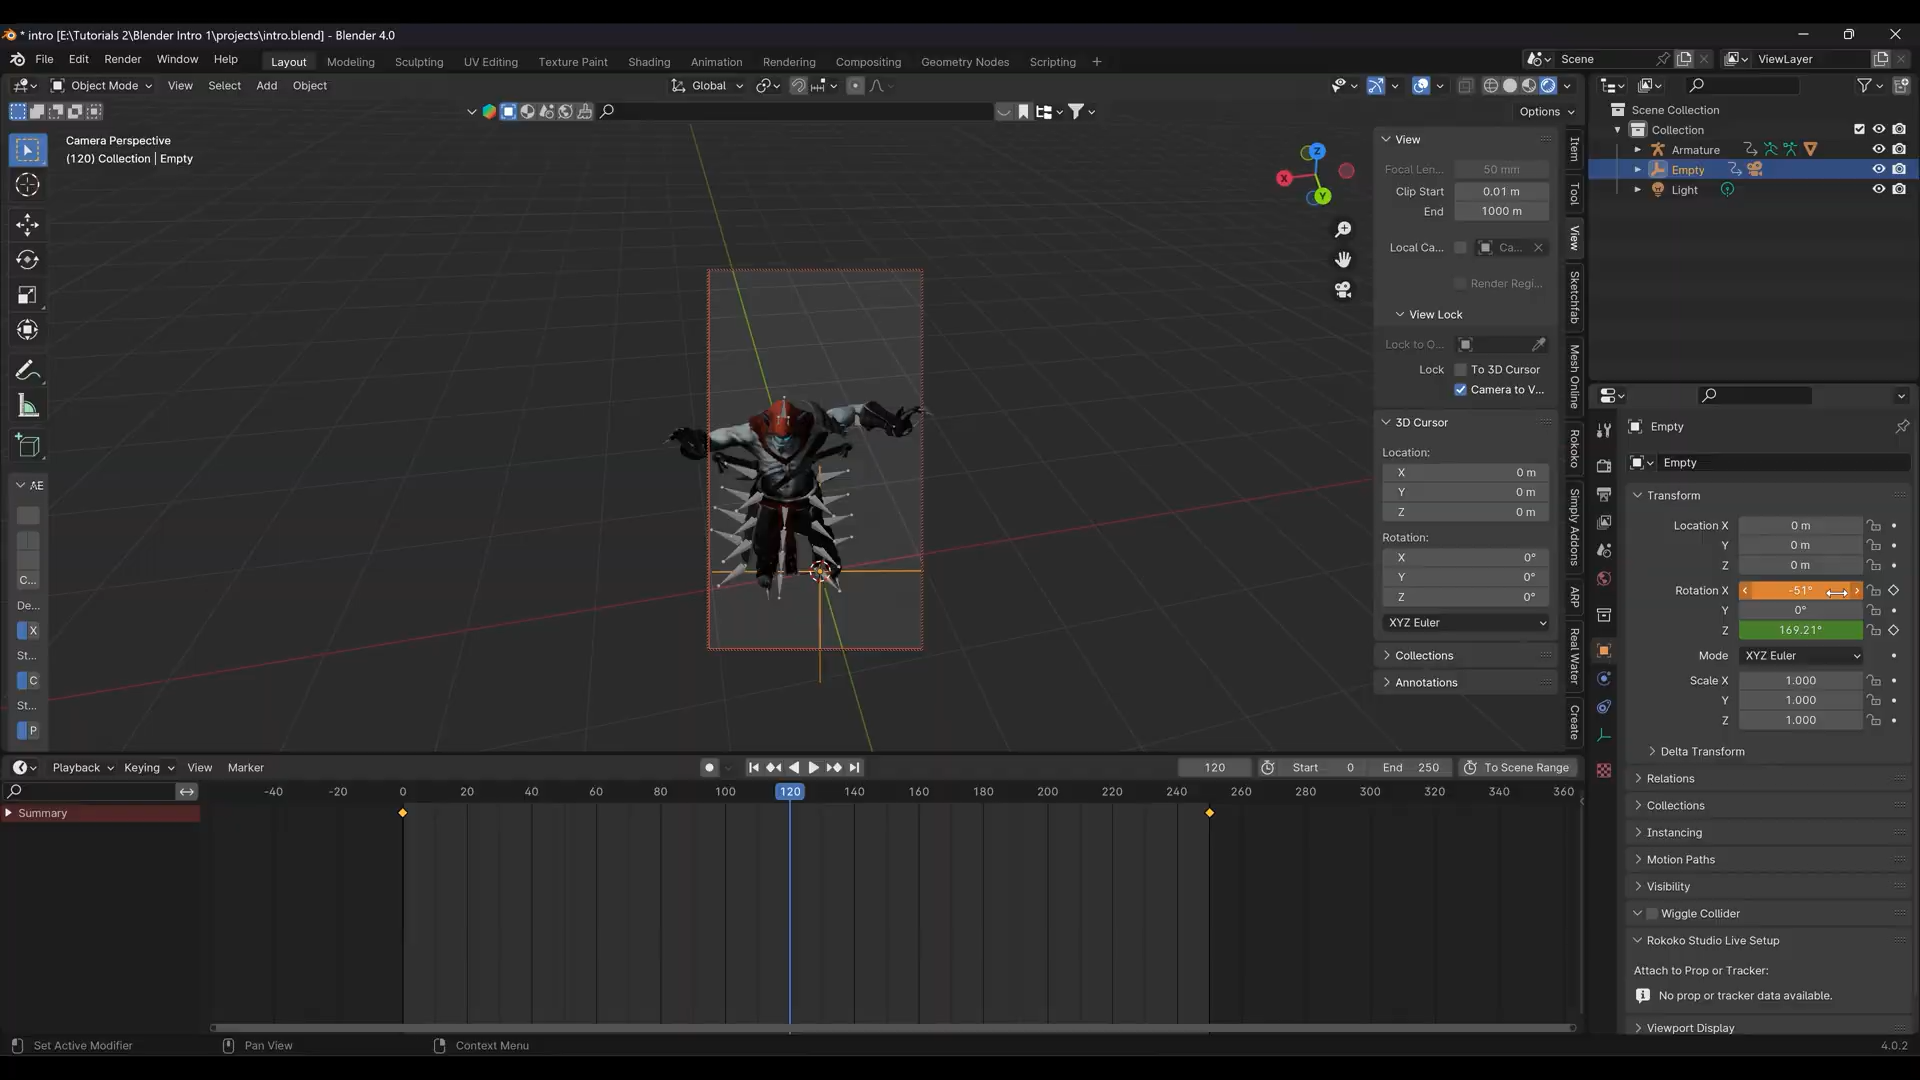 * intro [E:\Tutorials 2\Blender Intro 1\projects\intro.blend] - Blender 4.0
File Edit Render Window Help Layout Modeling Sculpting UV Editing Texture Paint Shading Animation Rendering Compositing Geometry Nodes Scripting + Scene ViewLayer
Object Mode View Select Add Object Global
Options
Camera Perspective
(120) Collection | Empty
X
Y
Z
AE
C...
De...
X
St...
C
St...
P
View
Focal Len... 50 mm
Clip Start 0.01 m
End 1000 m
Local Ca... Ca...
Render Regi...
View Lock
Lock to O...
Lock To 3D Cursor
Camera to V...
3D Cursor
Location:
X 0 m
Y 0 m
Z 0 m
Rotation:
X 0°
Y 0°
Z 0°
XYZ Euler
Collections
Annotations
Item
Tool
View
Sketchfab
Mesh Online
Rokoko
Simply Addons
ARP
Real Water
Create
Scene Collection
Collection
Armature
Empty
Light
Empty
Empty
Transform
Location X 0 m
Y 0 m
Z 0 m
Rotation X -51°
Y 0°
Z 169.21°
Mode XYZ Euler
Scale X 1.000
Y 1.000
Z 1.000
Delta Transform
Relations
Collections
Instancing
Motion Paths
Visibility
Wiggle Collider
Rokoko Studio Live Setup
Attach to Prop or Tracker:
No prop or tracker data available.
Viewport Display
Playback Keying View Marker 120 Start 0 End 250 To Scene Range
-40 -20 0 20 40 60 80 100 120 140 160 180 200 220 240 260 280 300 320 340 360
Summary
Set Active Modifier Pan View Context Menu 4.0.2